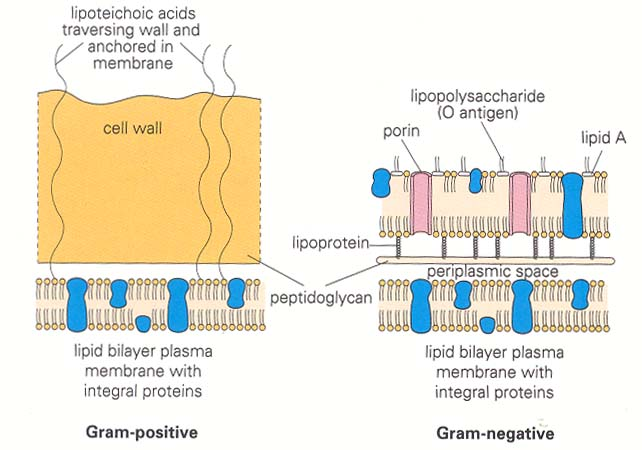 lipoteichoic acids
traversing wall and
anchored in
membrane
cell wall
lipopolysaccharide
(O antigen)
porin
lipid A
lipoprotein
periplasmic space
peptidoglycan
lipid bilayer plasma
membrane with
integral proteins
lipid bilayer plasma
membrane with
integral proteins
Gram-positive
Gram-negative